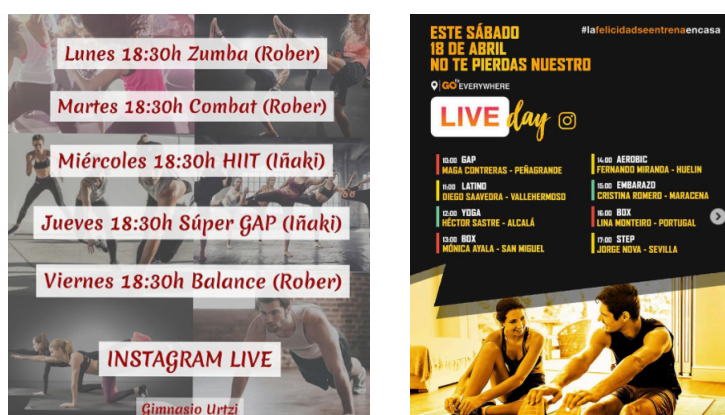 Lunes 18:30h Zumba (Rober)
Martes 18:30h Combat (Rober)
Miércoles 18:30h HIIT (Iñaki)
Jueves 18:30h Súper GAP (Iñaki)
Viernes 18:30h Balance (Rober)
INSTAGRAM LIVE
Gimnasio Urtzi
ESTE SÁBADO
18 DE ABRIL
NO TE PIERDAS NUESTRO
#lafelicidadseentrenaencasa
GO fit EVERYWHERE
LIVE day
10:00 GAP
MAGA CONTRERAS - PEÑAGRANDE
11:00 LATINO
DIEGO SAAVEDRA - VALLEHERMOSO
12:00 YOGA
HÉCTOR SASTRE - ALCALÁ
13:00 BOX
MÓNICA AYALA - SAN MIGUEL
14:00 AEROBIC
FERNANDO MIRANDA - HUELIN
15:00 EMBARAZO
CRISTINA ROMERO - MARACENA
16:00 BOX
LINA MONTEIRO - PORTUGAL
17:00 STEP
JORGE NOVA - SEVILLA